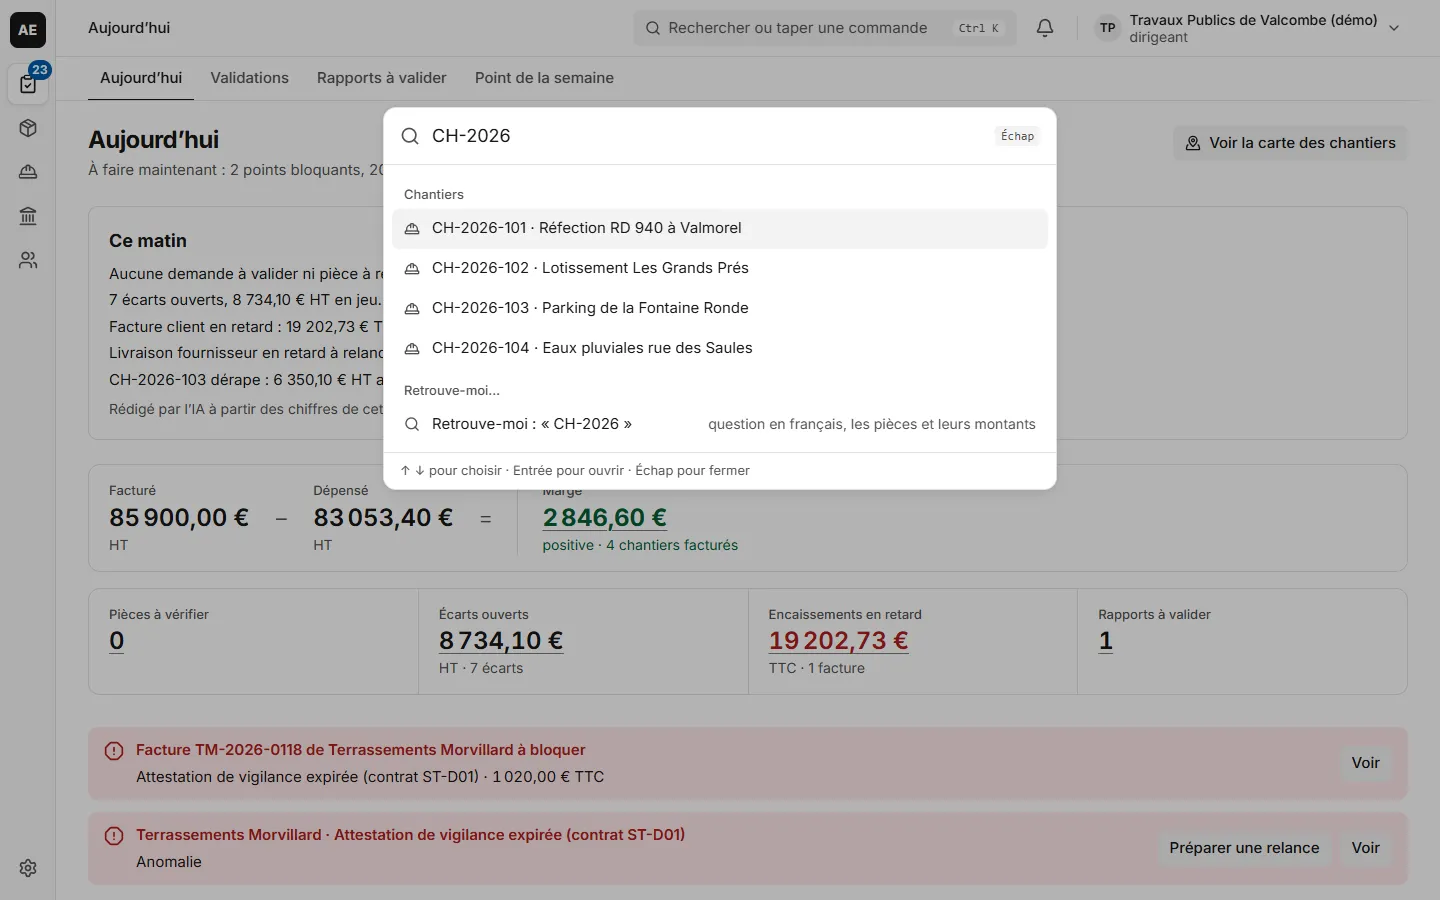 AE
Aujourd’hui
Rechercher ou taper une commande
Ctrl K
TP
Travaux Publics de Valcombe (démo)
dirigeant
23
Aujourd’hui
Validations
Rapports à valider
Point de la semaine
CH-2026
Échap
Aujourd’hui
À faire maintenant : 2 points bloquants, 20
Voir la carte des chantiers
Chantiers
CH-2026-101 · Réfection RD 940 à Valmorel
CH-2026-102 · Lotissement Les Grands Prés
CH-2026-103 · Parking de la Fontaine Ronde
CH-2026-104 · Eaux pluviales rue des Saules
Retrouve-moi...
Retrouve-moi : « CH-2026 »
question en français, les pièces et leurs montants
↑ ↓ pour choisir · Entrée pour ouvrir · Échap pour fermer
Ce matin
Aucune demande à valider ni pièce à
7 écarts ouverts, 8 734,10 € HT en jeu.
Facture client en retard : 19 202,73 € T
Livraison fournisseur en retard à
CH-2026-103 dérape : 6 350,10 € HT
Rédigé par l’IA à partir des chiffres de
Facturé
85 900,00 €
HT
–
Dépensé
83 053,40 €
HT
=
Marge
2 846,60 €
positive · 4 chantiers facturés
Pièces à vérifier
0
Écarts ouverts
8 734,10 €
HT · 7 écarts
Encaissements en retard
19 202,73 €
TTC · 1 facture
Rapports à valider
1
Facture TM-2026-0118 de Terrassements Morvillard à bloquer
Attestation de vigilance expirée (contrat ST-D01) · 1 020,00 € TTC
Voir
Terrassements Morvillard · Attestation de vigilance expirée (contrat ST-D01)
Anomalie
Préparer une relance
Voir